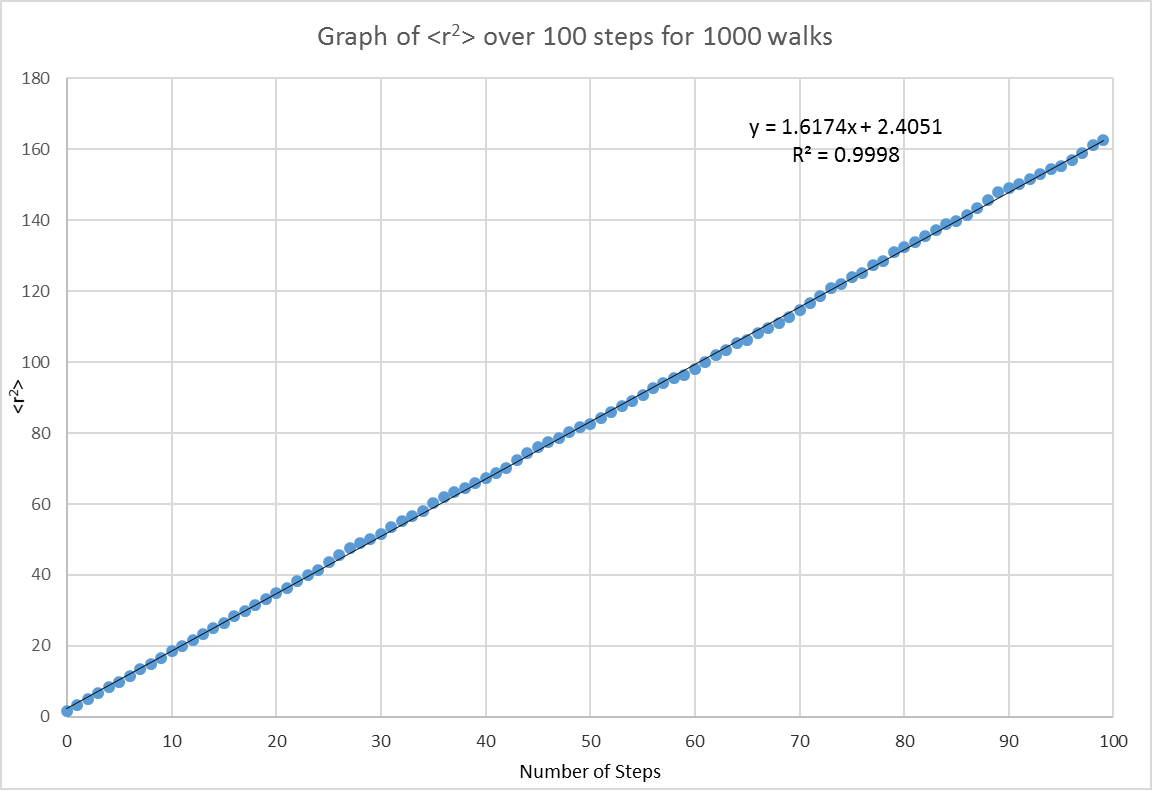 Graph of <r²> over 100 steps for 1000 walks
180
160
140
120
100
80
60
40
20
0
y = 1.6174x + 2.4051
R² = 0.9998
<r²>
0 10 20 30 40 50 60 70 80 90 100
Number of Steps